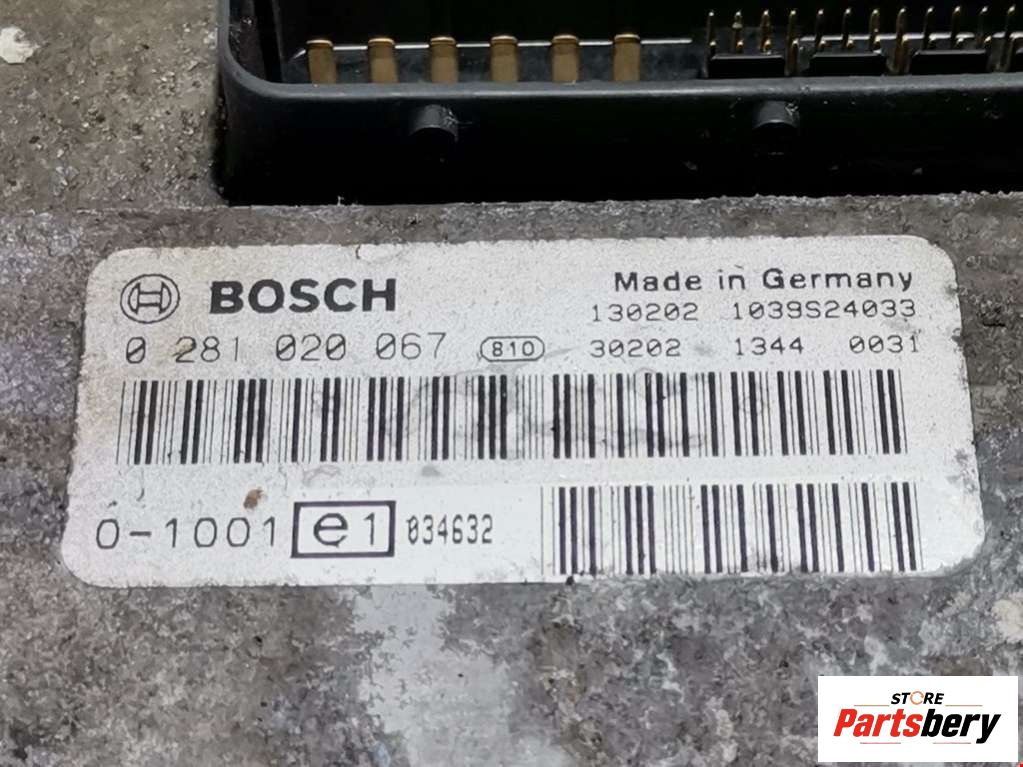 BOSCH
Made in Germany
130202 1039S24033
0 281 020 067 810 30202 1344 0031
0-1001 e1 034632
STORE
Partsbery